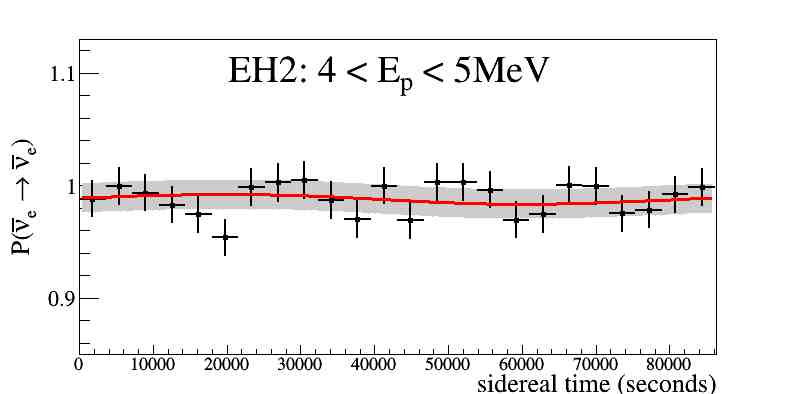 EH2: 4 < E_p < 5MeV
P(ν̅_e → ν̅_e)
1.1
1
0.9
0 10000 20000 30000 40000 50000 60000 70000 80000
sidereal time (seconds)